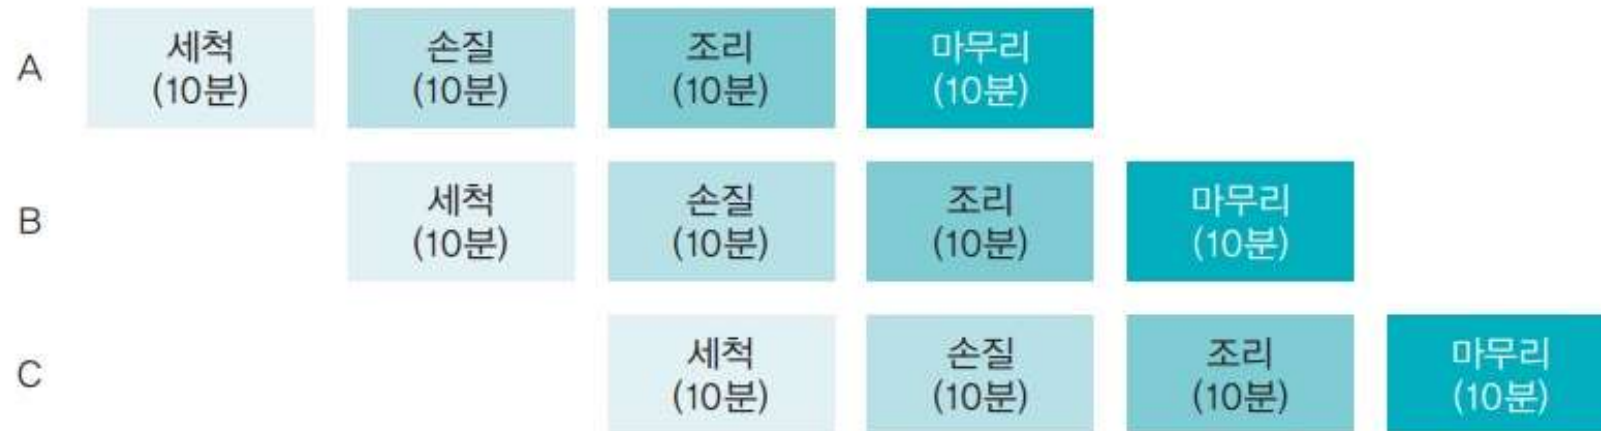 A
세척
(10분)
손질
(10분)
조리
(10분)
마무리
(10분)
B
세척
(10분)
손질
(10분)
조리
(10분)
마무리
(10분)
C
세척
(10분)
손질
(10분)
조리
(10분)
마무리
(10분)